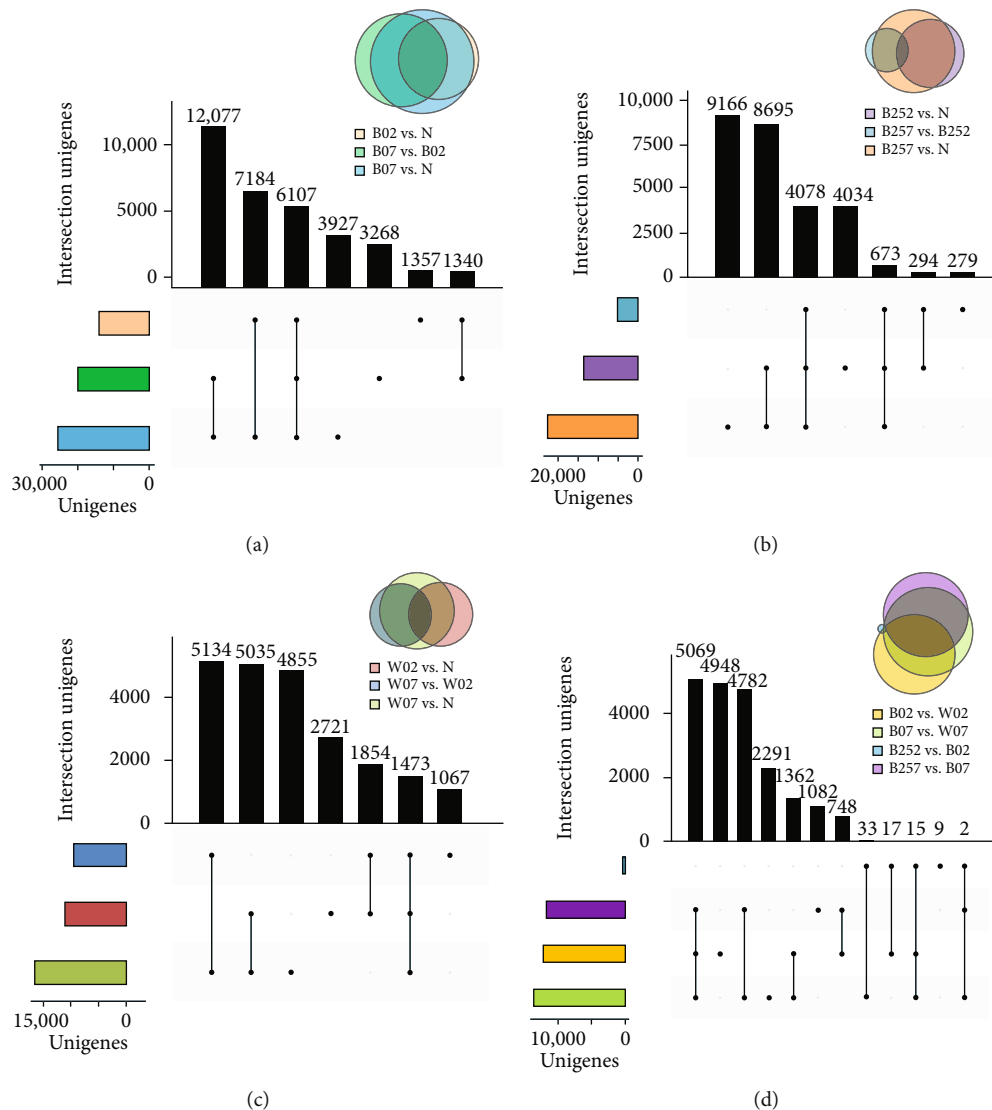 12,077
7184
6107
3927
3268
1357
1340
10,000
5000
0
Intersection unigenes
B02 vs. N
B07 vs. B02
B07 vs. N
30,000
0
Unigenes
(a)
9166
8695
4078
4034
673
294
279
10,000
7500
5000
2500
0
Intersection unigenes
B252 vs. N
B257 vs. B252
B257 vs. N
20,000
0
Unigenes
(b)
5134
5035
4855
2721
1854
1473
1067
4000
2000
0
Intersection unigenes
W02 vs. N
W07 vs. W02
W07 vs. N
15,000
0
Unigenes
(c)
5069
4948
4782
2291
1362
1082
748
33
17
15
9
2
4000
2000
0
Intersection unigenes
B02 vs. W02
B07 vs. W07
B252 vs. B02
B257 vs. B07
10,000
0
Unigenes
(d)